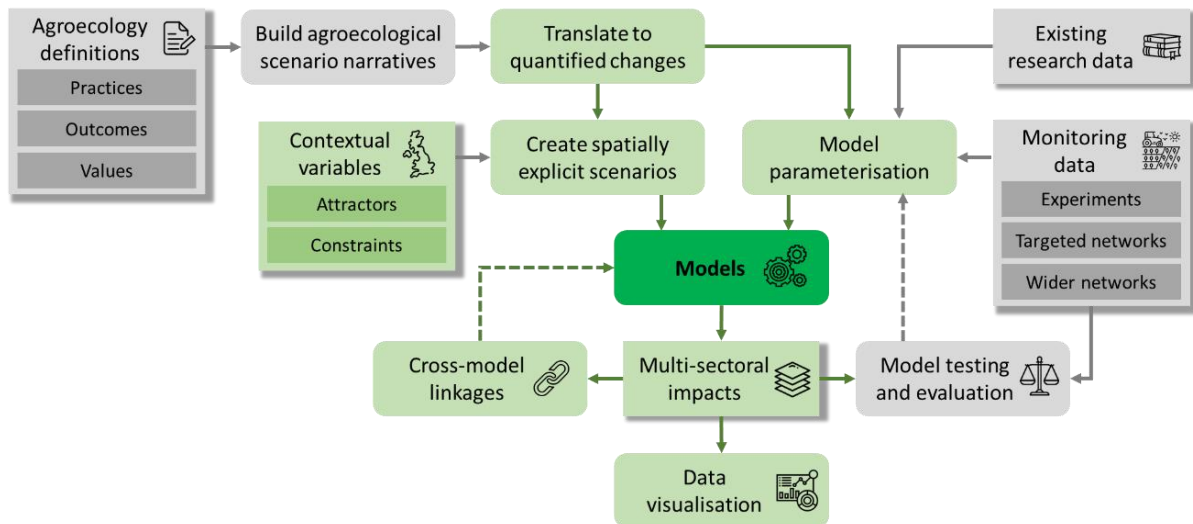 Agroecology
definitions
Practices
Outcomes
Values
Build agroecological
scenario narratives
Translate to
quantified changes
Existing
research data
Contextual
variables
Attractors
Constraints
Create spatially
explicit scenarios
Model
parameterisation
Monitoring
data
Experiments
Targeted networks
Wider networks
Models
Cross-model
linkages
Multi-sectoral
impacts
Model testing
and evaluation
Data
visualisation